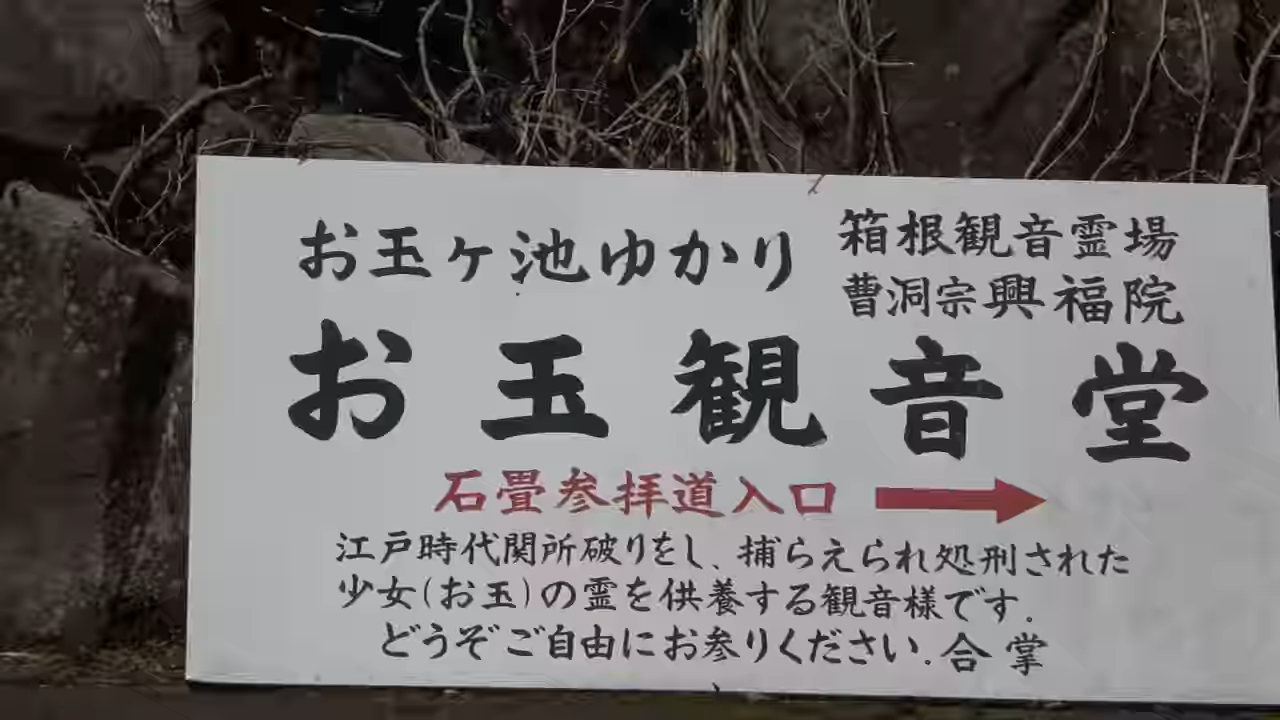 お玉ヶ池ゆかり
箱根観音霊場
曹洞宗興福院
お玉観音堂
石畳参拝道入口
江戸時代関所破りをし、捕らえられ処刑された
少女(お玉)の霊を供養する観音様です。
どうぞご自由にお参りください。合掌